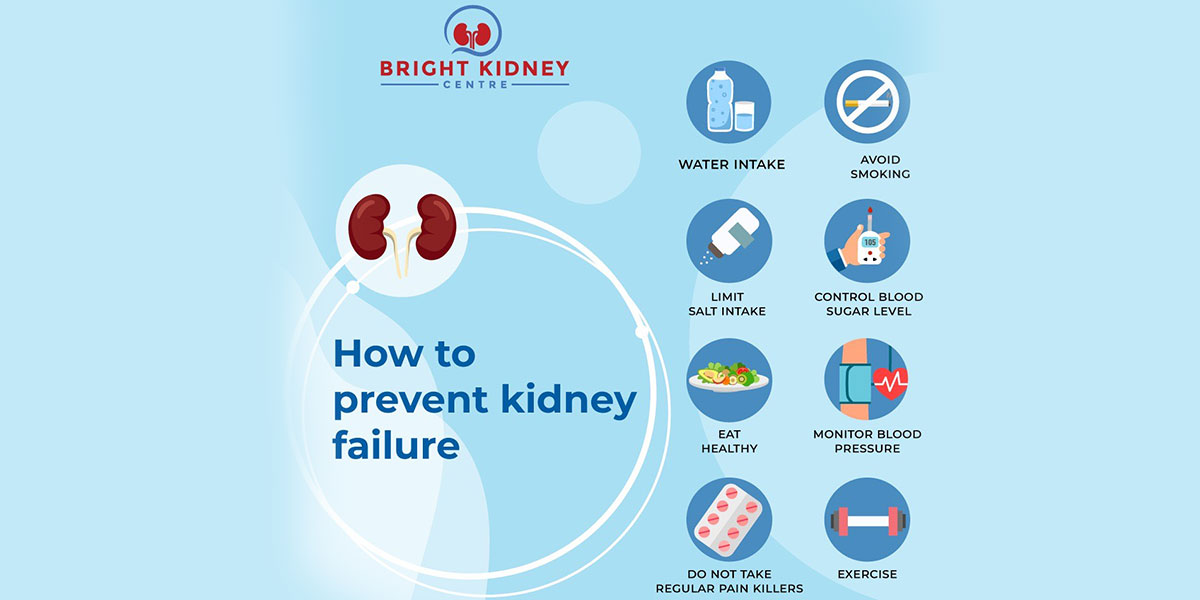 BRIGHT KIDNEY
CENTRE
How to
prevent kidney
failure
WATER INTAKE
AVOID
SMOKING
LIMIT
SALT INTAKE
105
CONTROL BLOOD
SUGAR LEVEL
EAT
HEALTHY
MONITOR BLOOD
PRESSURE
DO NOT TAKE
REGULAR PAIN KILLERS
EXERCISE